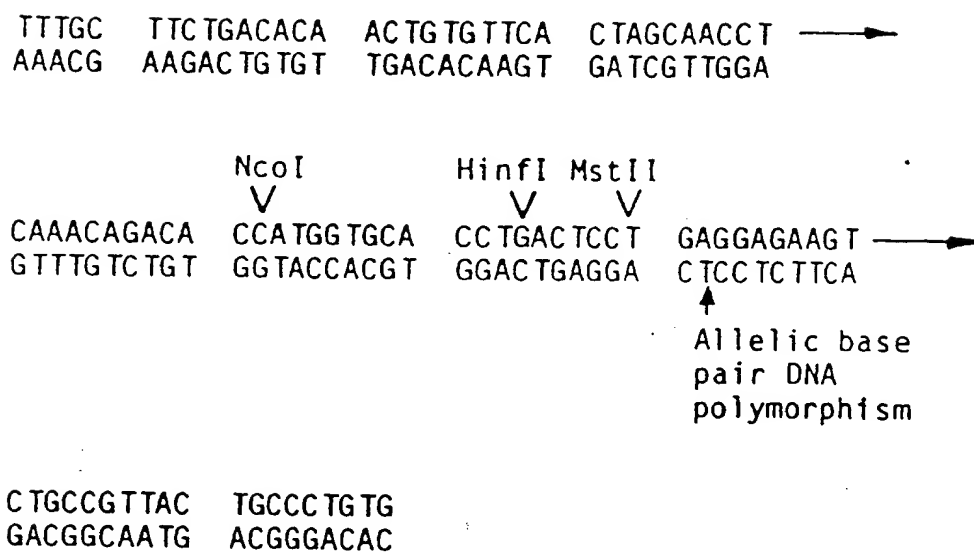 TTTGC TTCTGACACA ACTGTGTTCA CTAGCAACCT
AAACG AAGACTGTGT TGACACAAGT GATCGTTGGA
NcoI HinfI MstII
CAAACAGACA CCATGGTGCA CCTGACTCCT GAGGAGAAGT
GTTTGTCTGT GGTACCACGT GGACTGAGGA CTCCTCTTCA
Allelic base
pair DNA
polymorphism
CTGCCGTTAC TGCCCTGTG
GACGGCAATG ACGGGACAC